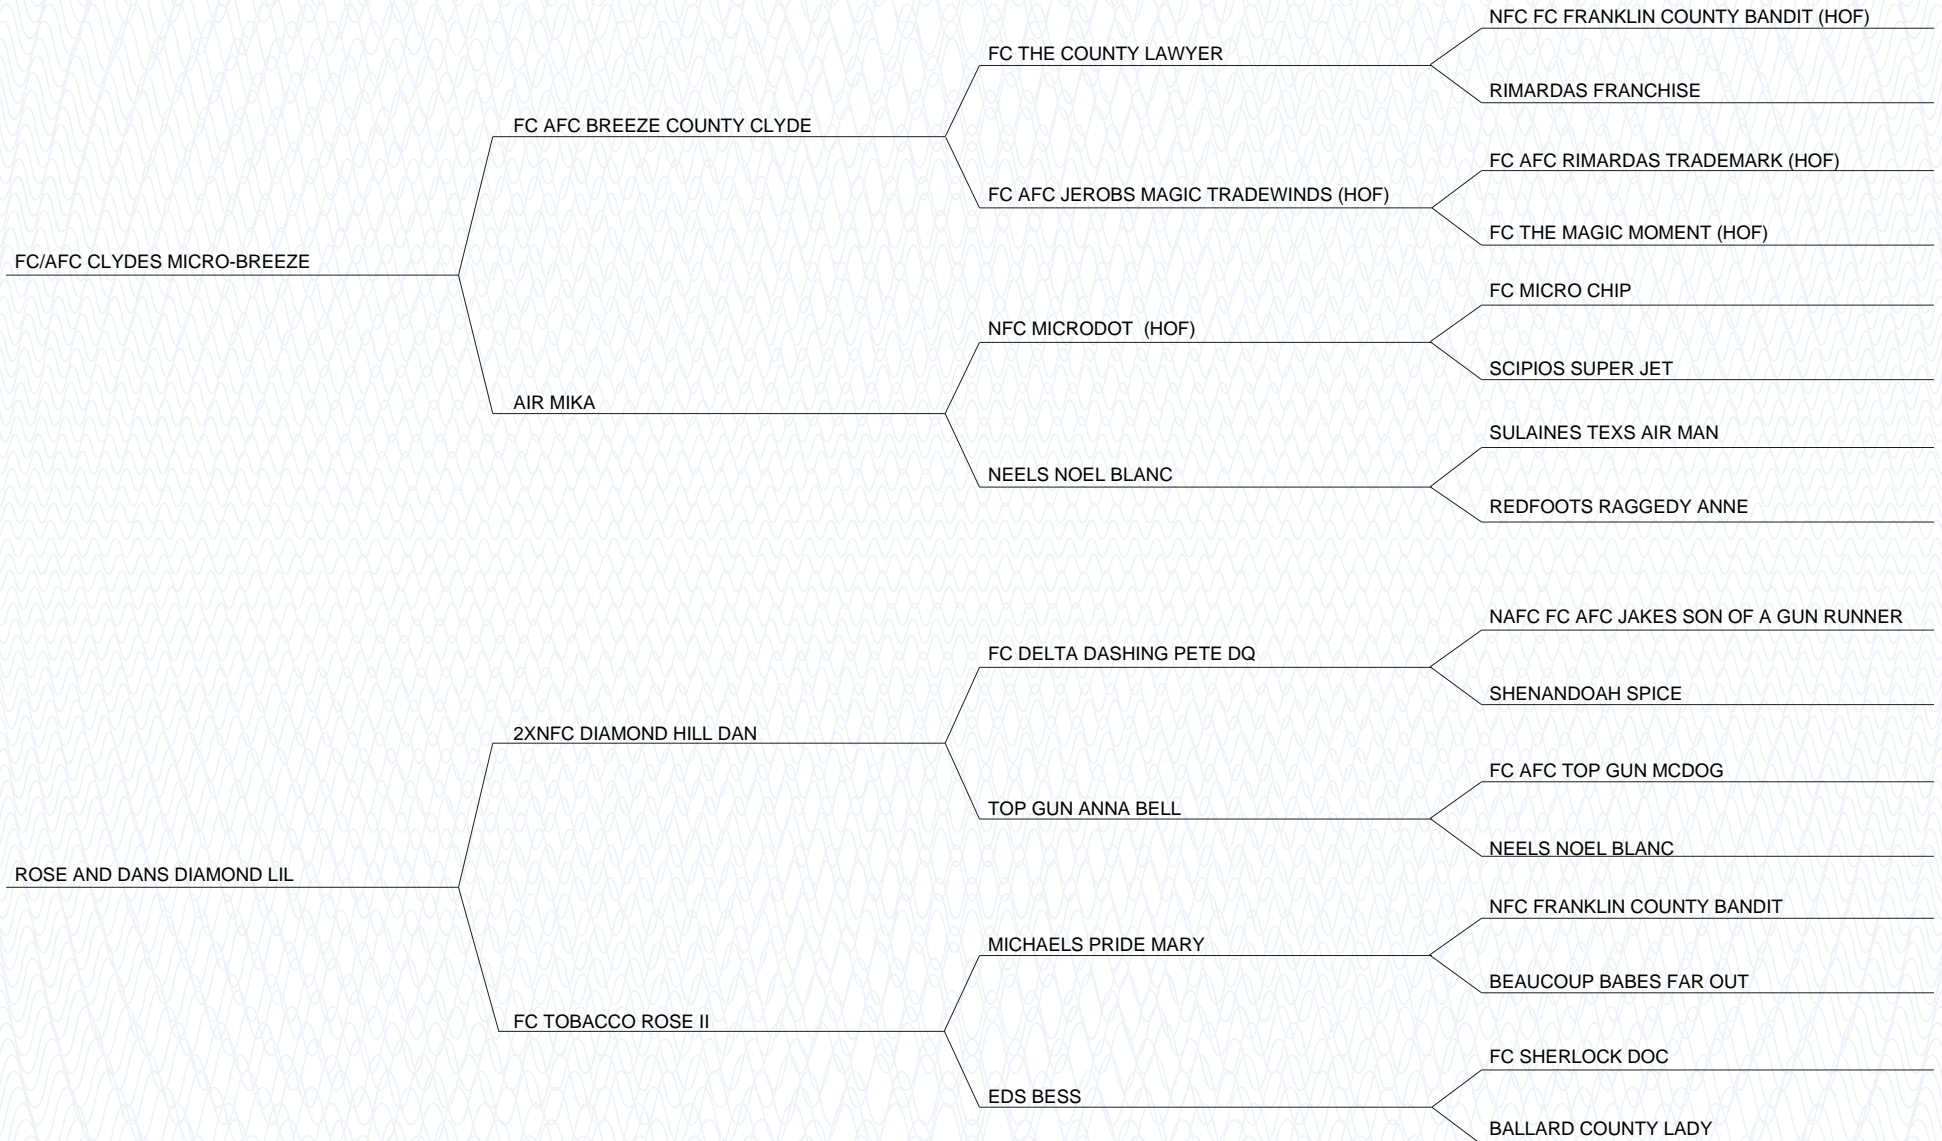 NFC FC FRANKLIN COUNTY BANDIT (HOF)
FC THE COUNTY LAWYER
RIMARDAS FRANCHISE
FC AFC BREEZE COUNTY CLYDE
FC AFC RIMARDAS TRADEMARK (HOF)
FC AFC JEROBS MAGIC TRADEWINDS (HOF)
FC THE MAGIC MOMENT (HOF)
FC/AFC CLYDES MICRO-BREEZE
FC MICRO CHIP
NFC MICRODOT (HOF)
SCIPIOS SUPER JET
AIR MIKA
SULAINES TEXS AIR MAN
NEELS NOEL BLANC
REDFOOTS RAGGEDY ANNE
NAFC FC AFC JAKES SON OF A GUN RUNNER
FC DELTA DASHING PETE DQ
SHENANDOAH SPICE
2XNFC DIAMOND HILL DAN
FC AFC TOP GUN MCDOG
TOP GUN ANNA BELL
NEELS NOEL BLANC
ROSE AND DANS DIAMOND LIL
NFC FRANKLIN COUNTY BANDIT
MICHAELS PRIDE MARY
BEAUCOUP BABES FAR OUT
FC TOBACCO ROSE II
FC SHERLOCK DOC
EDS BESS
BALLARD COUNTY LADY